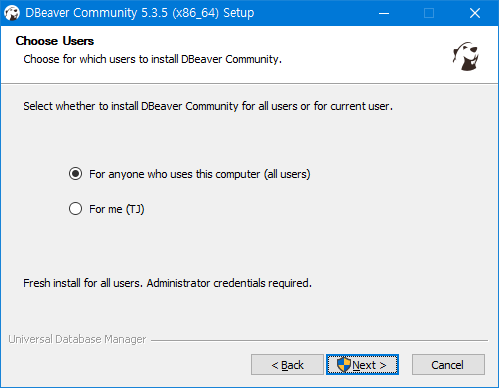 DBeaver Community 5.3.5 (x86_64) Setup
Choose Users
Choose for which users to install DBeaver Community.
Select whether to install DBeaver Community for all users or for current user.
For anyone who uses this computer (all users)
For me (TJ)
Fresh install for all users. Administrator credentials required.
Universal Database Manager
< Back
Next >
Cancel